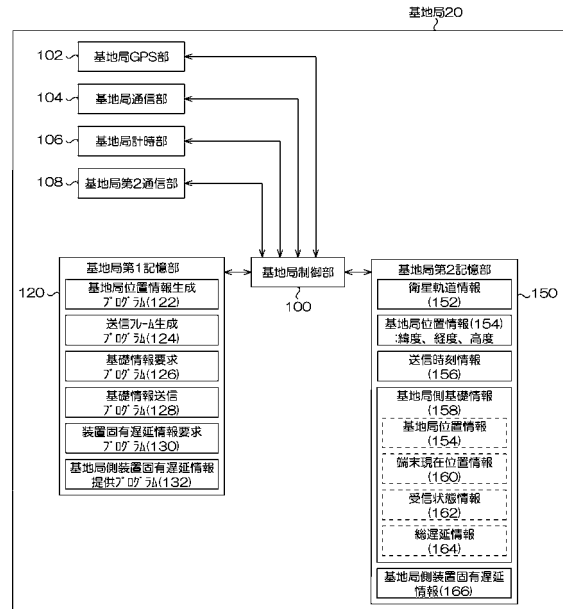 基地局20
102
基地局GPS部
104
基地局通信部
106
基地局計時部
108
基地局第2通信部
基地局制御部
100
120
基地局第1記憶部
基地局位置情報生成
プログラム(122)
送信フレーム生成
プログラム(124)
基礎情報要求
プログラム(126)
基礎情報送信
プログラム(128)
装置固有遅延情報要求
プログラム(130)
基地局側装置固有遅延情報
提供プログラム(132)
基地局第2記憶部
150
衛星軌道情報
(152)
基地局位置情報(154)
:緯度、経度、高度
送信時刻情報
(156)
基地局側基礎情報
(158)
基地局位置情報
(154)
端末現在位置情報
(160)
受信状態情報
(162)
総遅延情報
(164)
基地局側装置固有遅延
情報(166)